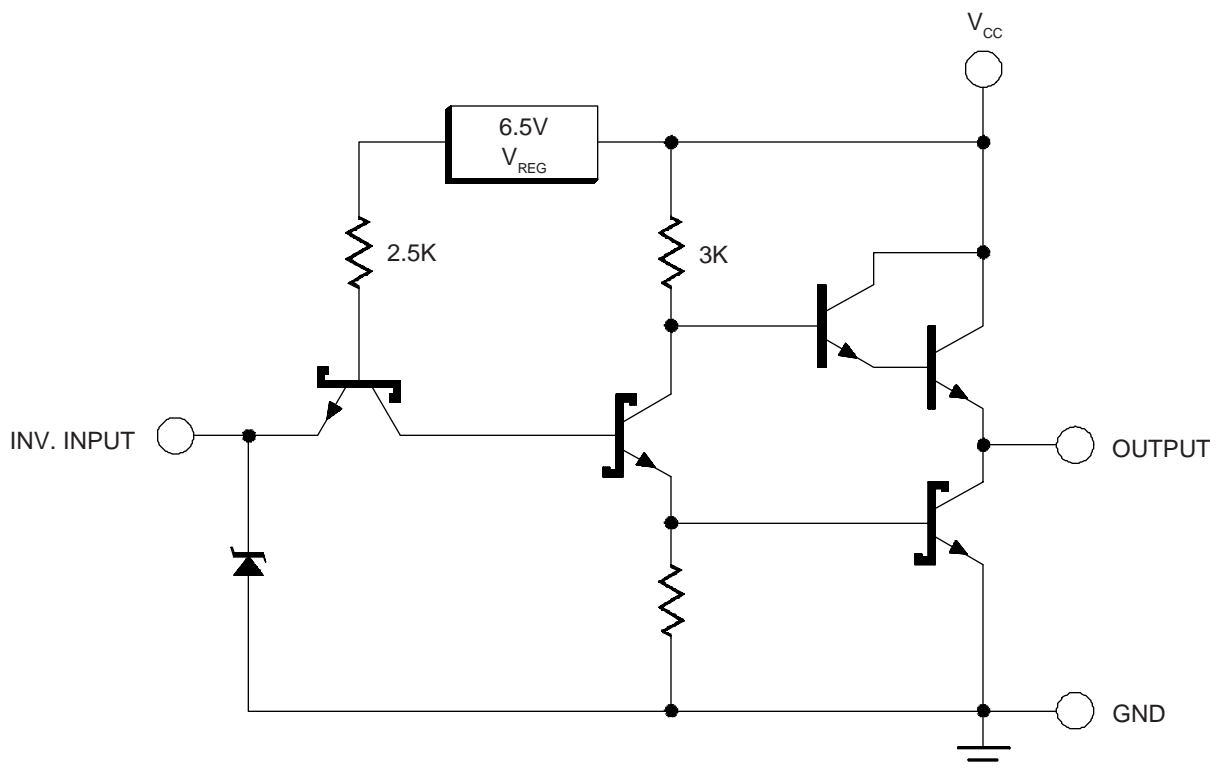 V_CC
6.5V
V_REG
2.5K
3K
INV. INPUT
OUTPUT
GND